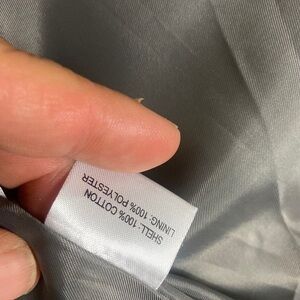 SHELL: 100% COTTON
LINING: 100% POLYESTER